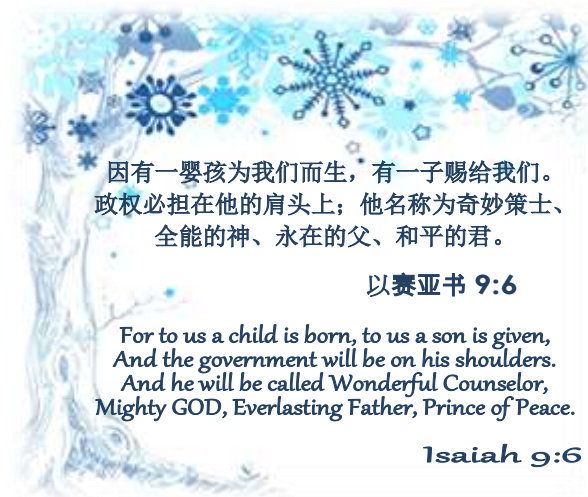 因有一婴孩为我们而生，有一子赐给我们。
政权必担在他的肩头上；他名称为奇妙策士、
全能的神、永在的父、和平的君。
以赛亚书 9:6
For to us a child is born, to us a son is given,
And the government will be on his shoulders.
And he will be called Wonderful Counselor,
Mighty GOD, Everlasting Father, Prince of Peace.
Isaiah 9:6